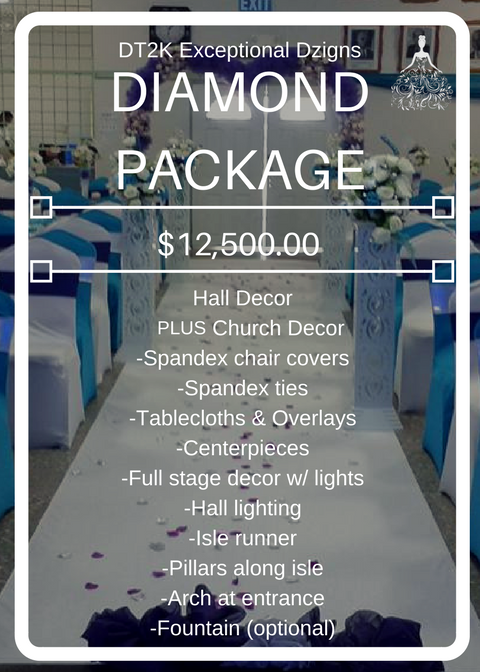 EXIT
DT2K Exceptional Dzigns
DIAMOND
PACKAGE
$12,500.00
Hall Decor
PLUS Church Decor
-Spandex chair covers
-Spandex ties
-Tablecloths & Overlays
-Centerpieces
-Full stage decor w/ lights
-Hall lighting
-Isle runner
-Pillars along isle
-Arch at entrance
-Fountain (optional)